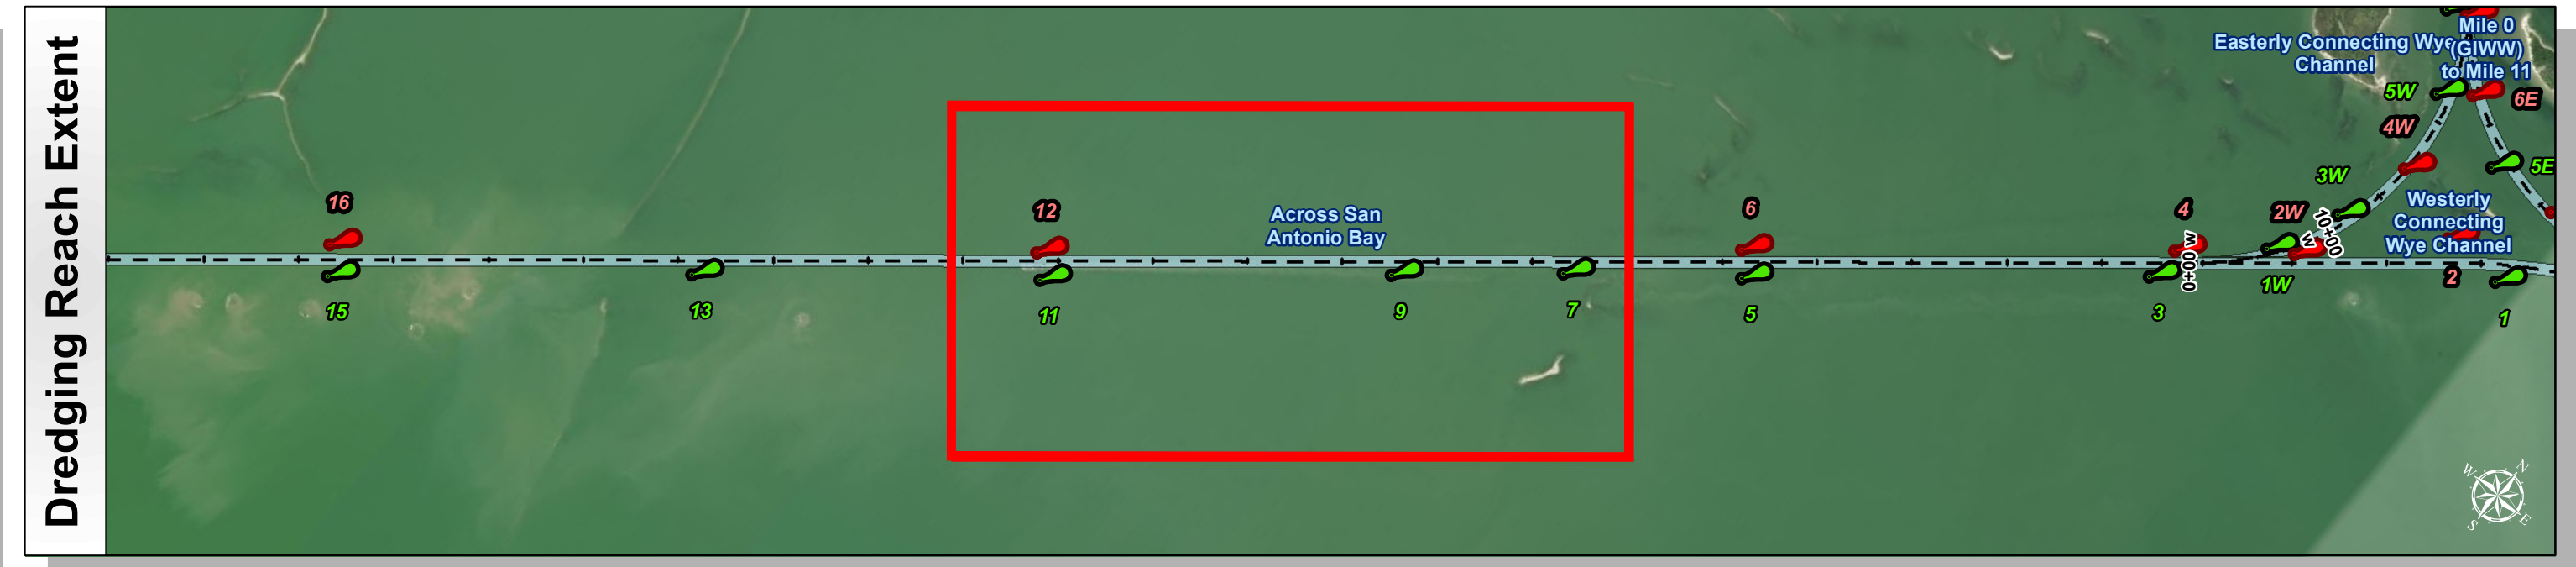 Dredging Reach Extent
Easterly Connecting Wye
Channel
Mile 0
(GIWW)
to Mile 11
5W
6E
4W
5E
3W
Westerly
Connecting
Wye Channel
16
12
Across San
Antonio Bay
6
4
2W
10+00
W
0+00 W
15
13
11
9
7
5
3
1W
2
1
W
N
S
E